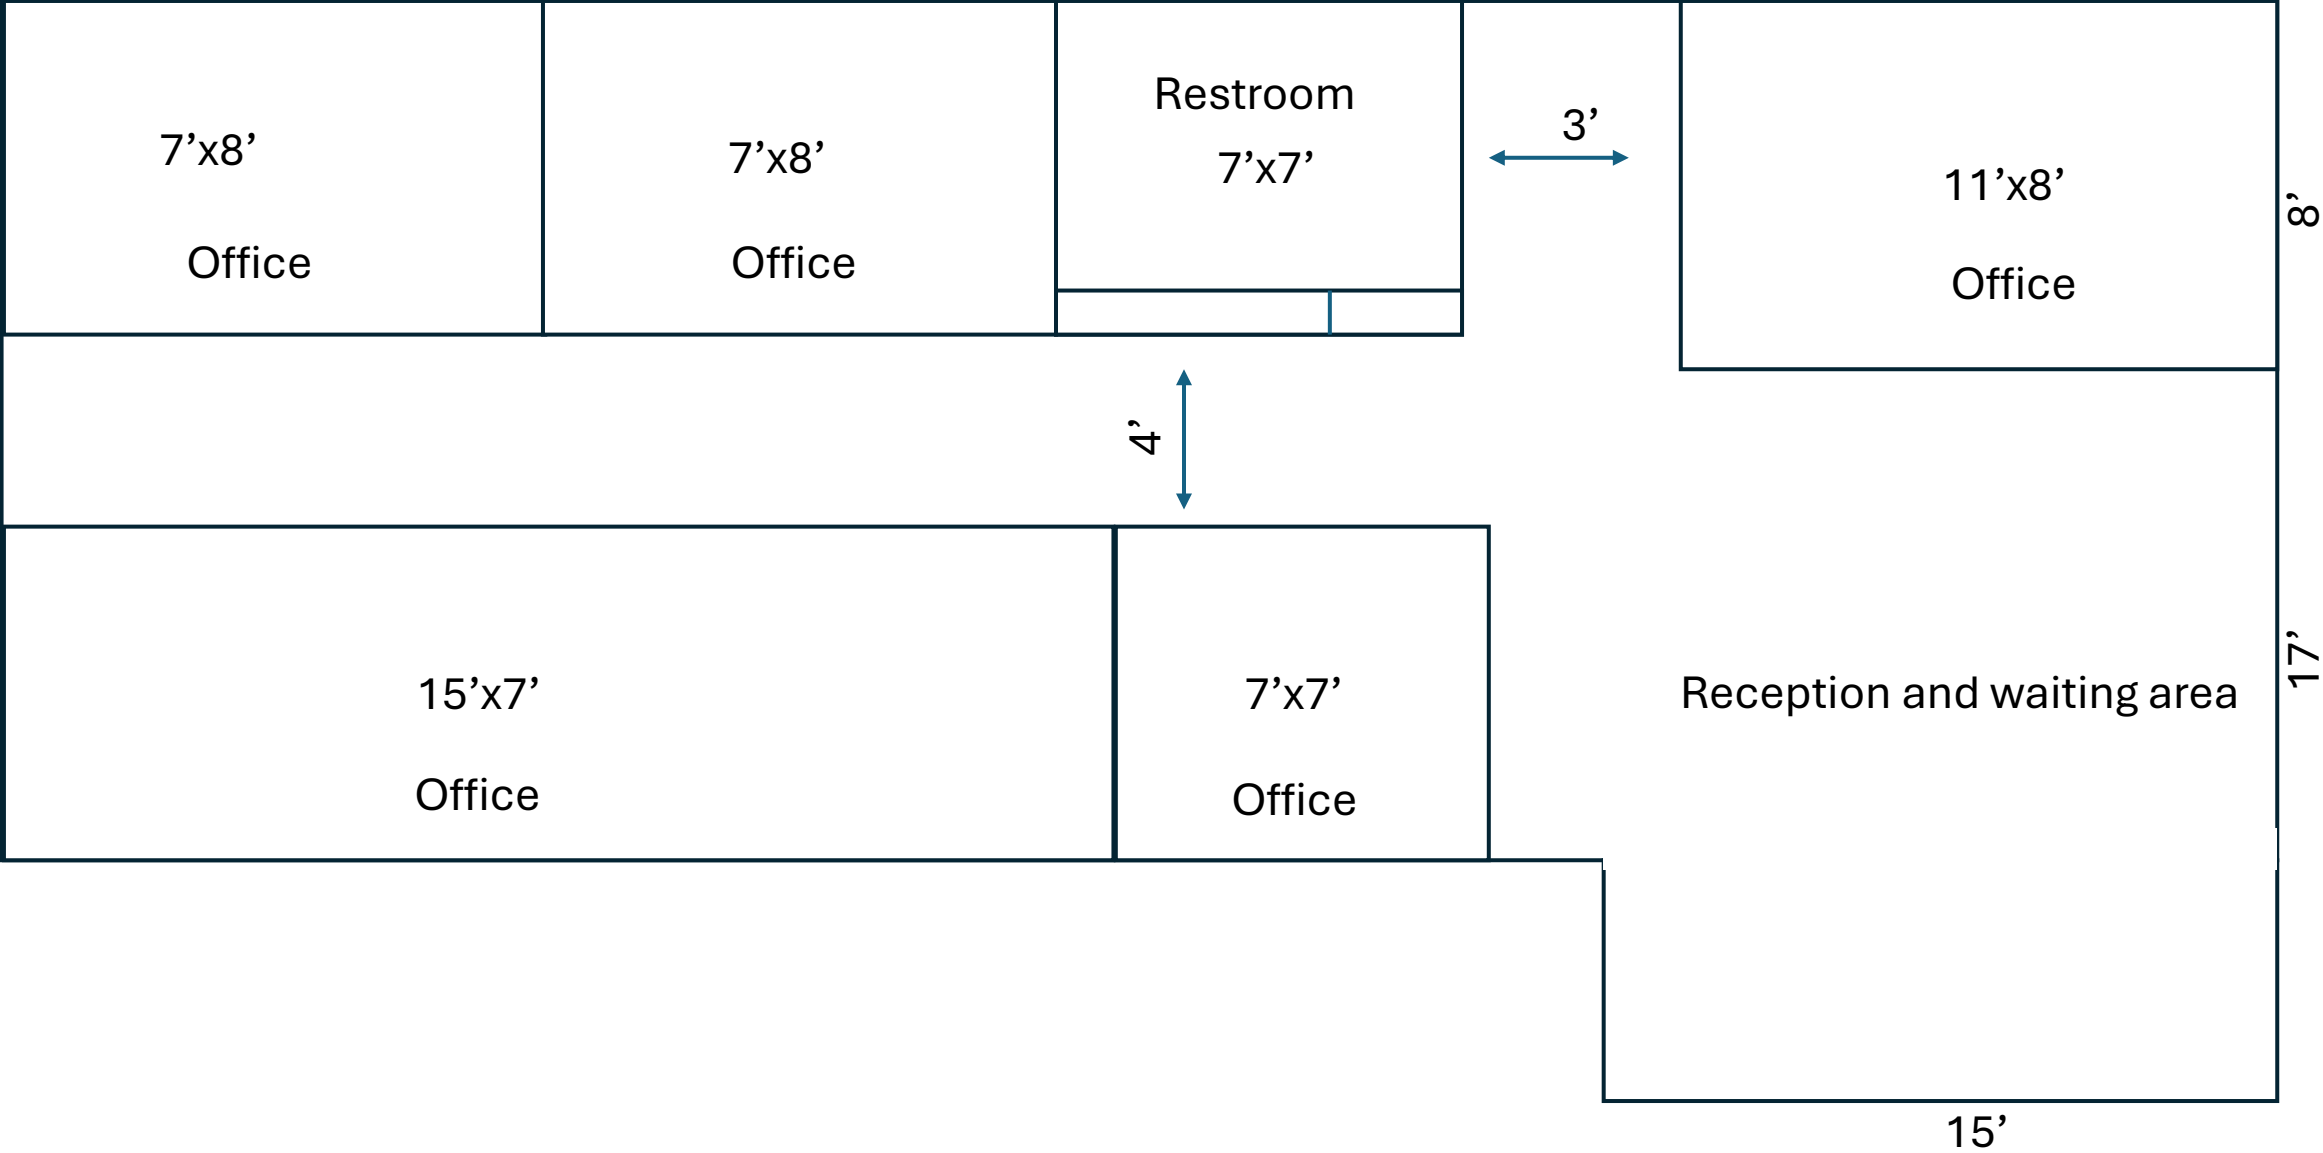 7’x8’
Office
7’x8’
Office
Restroom
7’x7’
3’
11’x8’
Office
8’
4’
15’x7’
Office
7’x7’
Office
Reception and waiting area
17’
15’